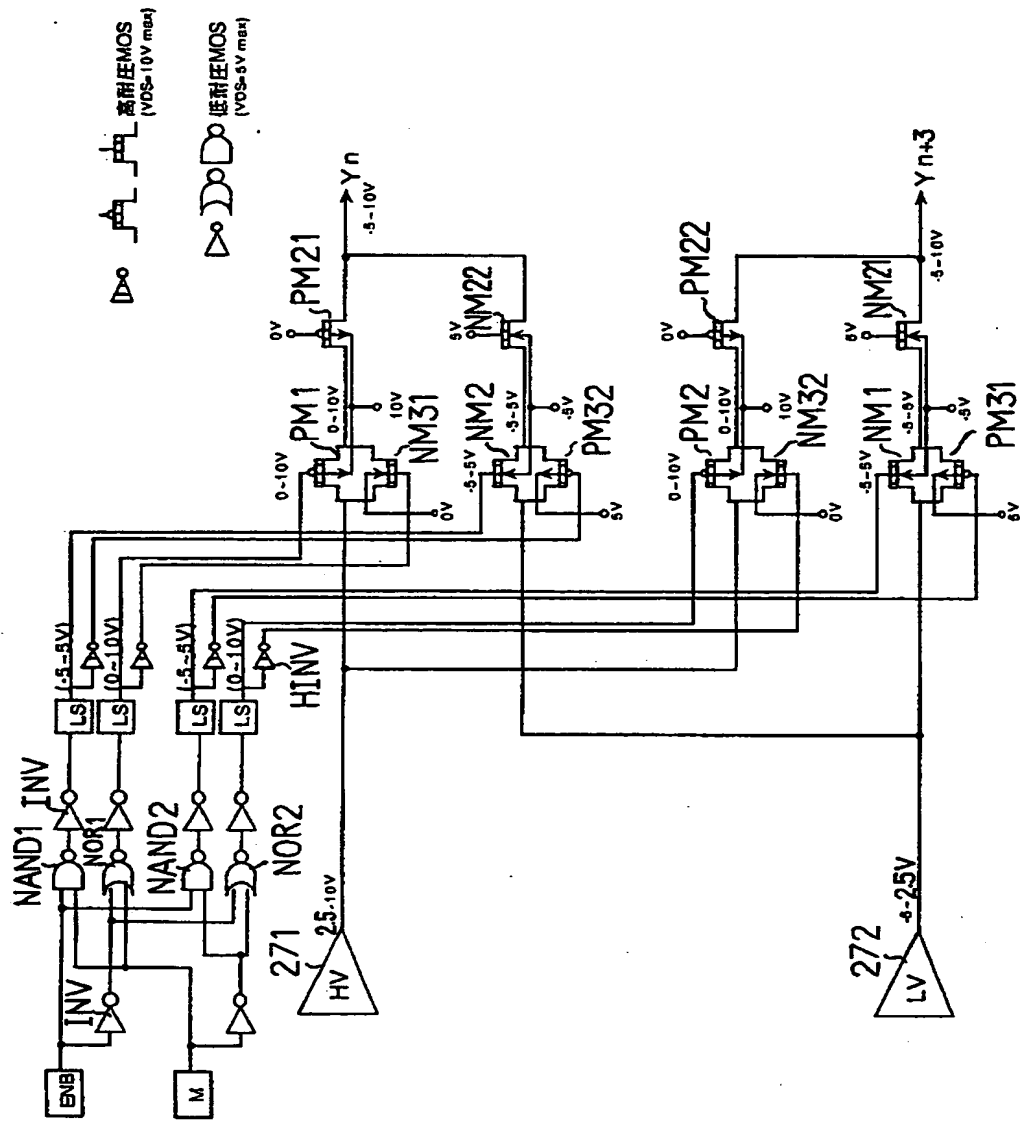 高耐圧MOS
(VDS=10V max)
低耐圧MOS
(VDS=5V max)
ENB
M
INV
NAND1
INV
NOR1
NAND2
NOR2
LS
LS
LS
LS
(-5-5V)
(0~10V)
(-5~5V)
(0~10V)
HINV
271
HV
2.5-10V
272
LV
-5-2.5V
PM1
0-10V
0-10V
10V
NM31
0V
0V
PM21
Yn
-5-10V
NM2
-5-5V
-5-5V
-5V
PM32
5V
5V
NM22
PM2
0-10V
0-10V
10V
NM32
0V
0V
PM22
NM1
-5-5V
-5-5V
-5V
PM31
5V
5V
NM21
Yn+3
-5-10V